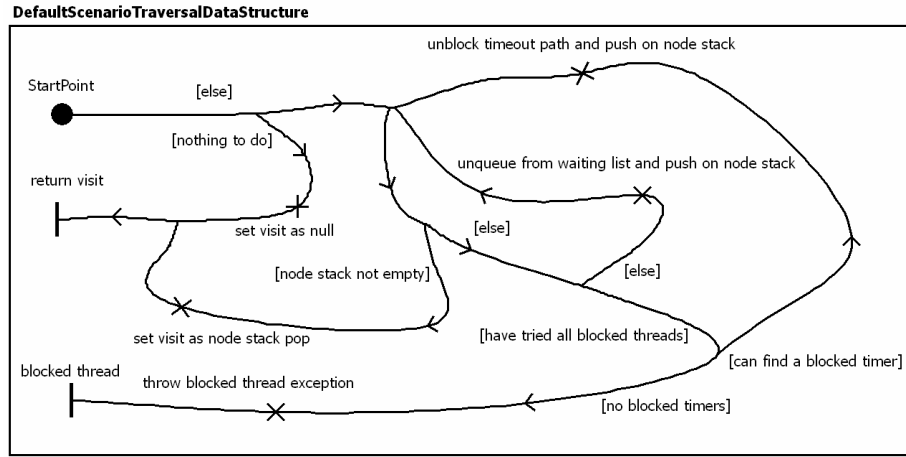 DefaultScenarioTraversalDataStructure
unblock timeout path and push on node stack
StartPoint
[else]
[nothing to do]
unqueue from waiting list and push on node stack
return visit
set visit as null
[else]
[node stack not empty]
[else]
set visit as node stack pop
[have tried all blocked threads]
[can find a blocked timer]
blocked thread
throw blocked thread exception
[no blocked timers]